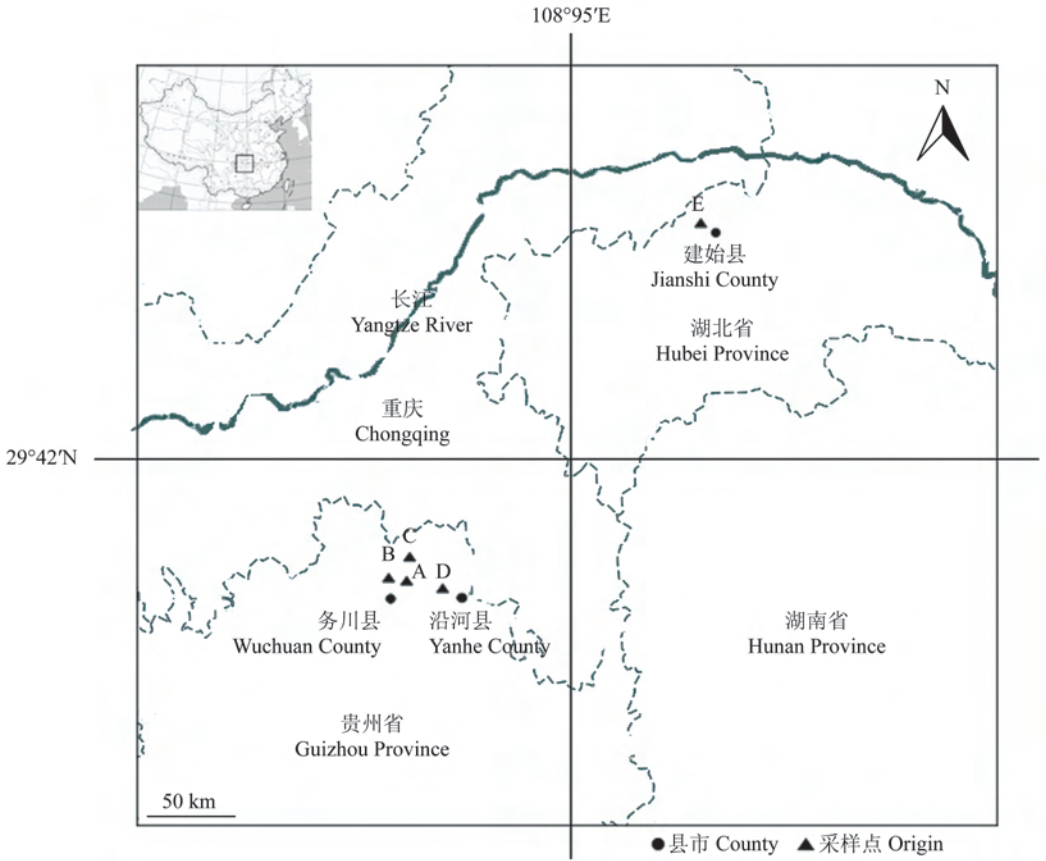 108°95′E
N
E
建始县
Jianshi County
长江
Yangtze River
湖北省
Hubei Province
重庆
Chongqing
29°42′N
C
B
A D
务川县
Wuchuan County
沿河县
Yanhe County
湖南省
Hunan Province
贵州省
Guizhou Province
50 km
县市 County
采样点 Origin